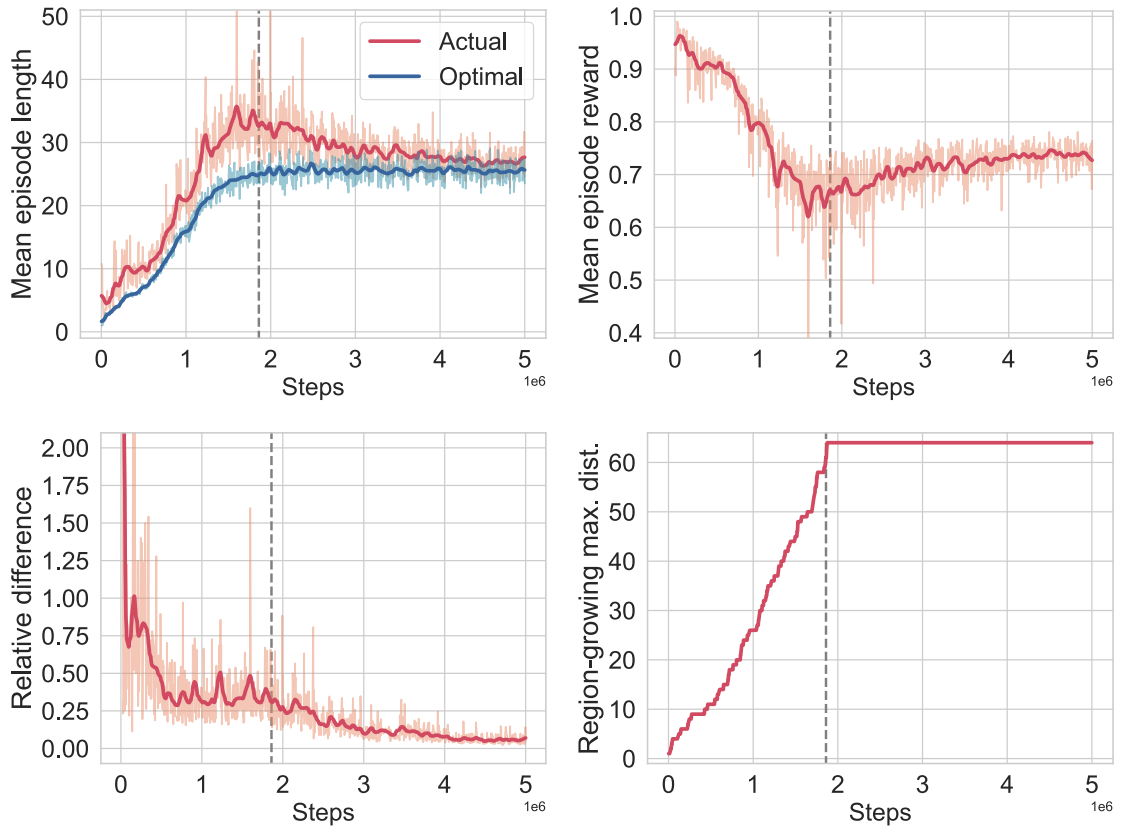 Mean episode length
50
40
30
20
10
0
Actual
Optimal
0 1 2 3 4 5
Steps
1e6
Mean episode reward
1.0
0.9
0.8
0.7
0.6
0.5
0.4
0 1 2 3 4 5
Steps
1e6
Relative difference
2.00
1.75
1.50
1.25
1.00
0.75
0.50
0.25
0.00
0 1 2 3 4 5
Steps
1e6
Region-growing max. dist.
60
50
40
30
20
10
0
0 1 2 3 4 5
Steps
1e6